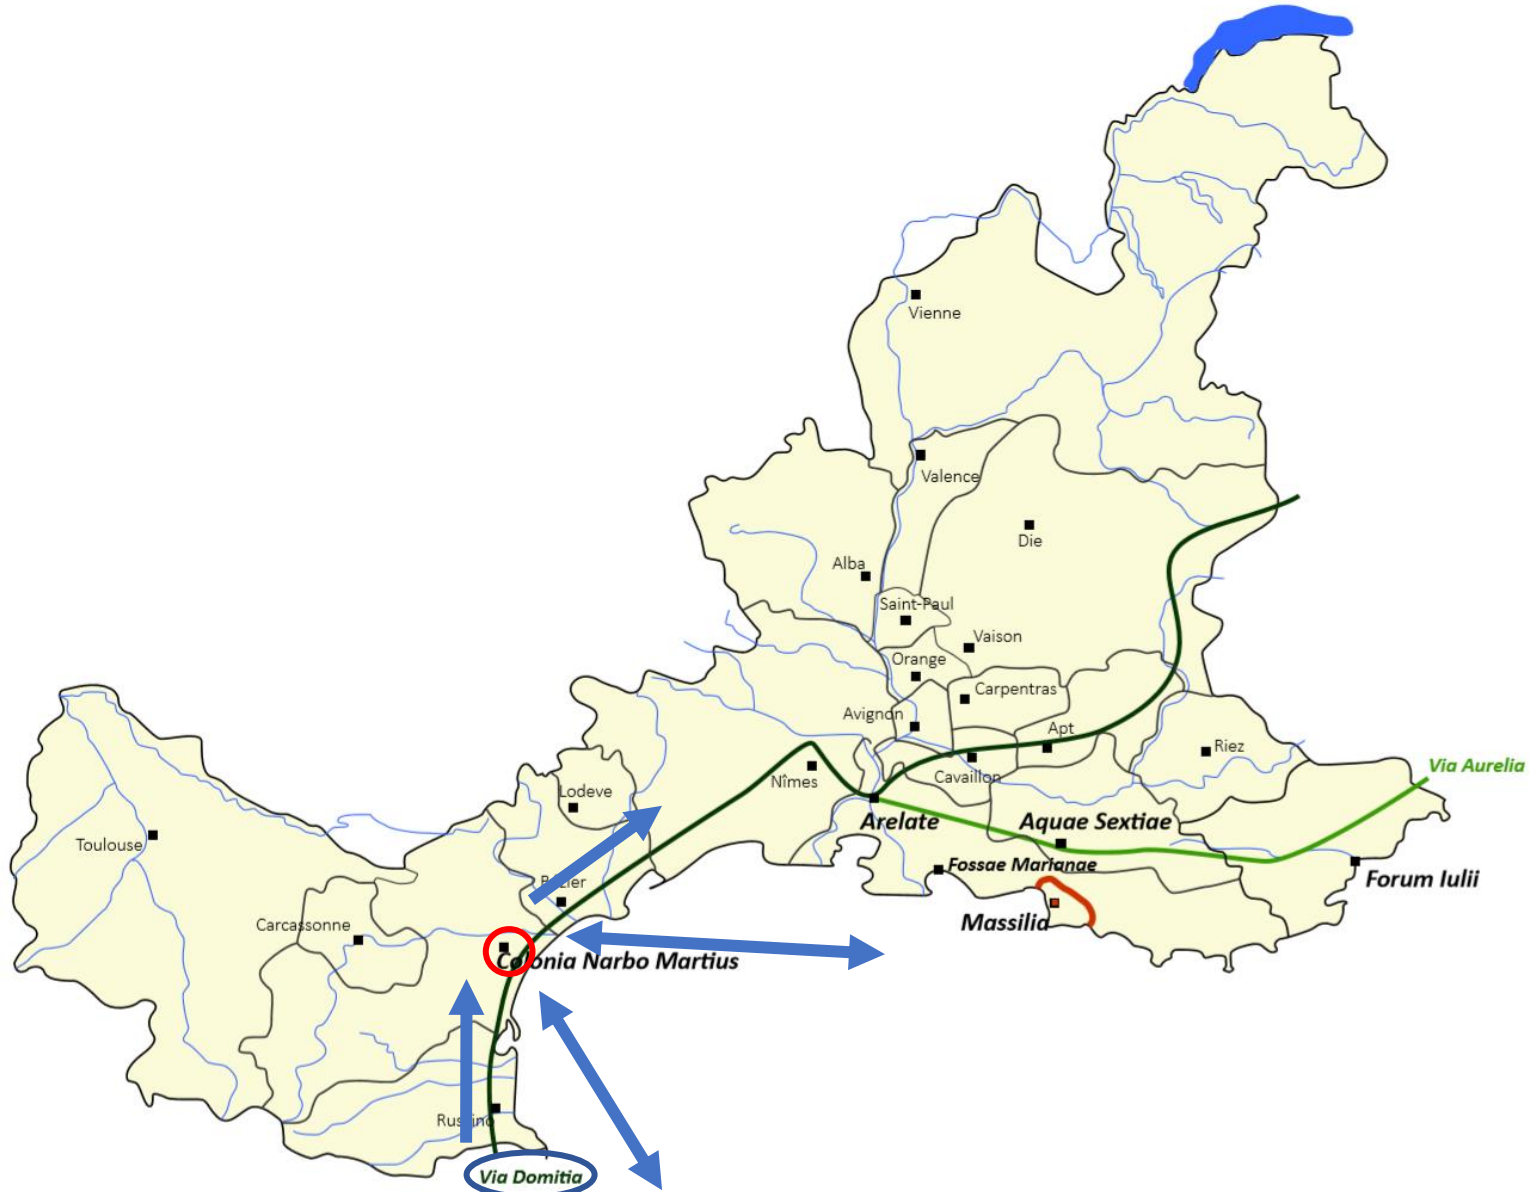 Vienne
Valence
Die
Alba
Saint-Paul
Vaison
Orange
Carpentras
Avignon
Apt
Riez
Via Aurelia
Nîmes
Cavaillon
Lodeve
Arelate
Aquae Sextiae
Toulouse
Fossae Marianae
Forum Iulii
Massilia
Carcassonne
Colonia Narbo Martius
Via Domitia